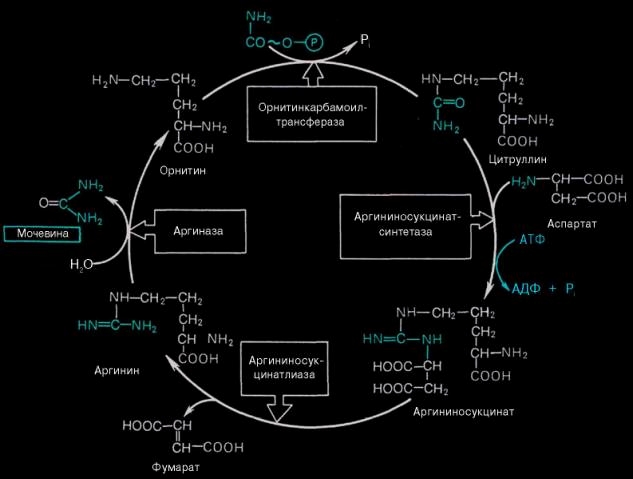 NH₂
CO~O–P
Pᵢ
H₂N–CH₂–CH₂
CH₂
CH–NH₂
COOH
Орнитин
Орнитинкарбамоил-
трансфераза
HN–CH₂–CH₂
C=O
NH₂
CH₂
CH–NH₂
COOH
Цитруллин
H₂N–CH–COOH
CH₂–COOH
Аспартат
Аргининосукцинат-
синтетаза
АТФ
АДФ + Pᵢ
NH₂
O=C
NH₂
Мочевина
H₂O
Аргиназа
NH–CH₂–CH₂
HN=C–NH₂
CH₂
CH NH₂
COOH
Аргинин
Аргининосук-
цинатлиаза
NH–CH₂–CH₂
HN=C–NH
CH₂
HOOC–CH
CH–NH₂
HOOC–CH₂
COOH
Аргининосукцинат
HOOC–CH
CH–COOH
Фумарат